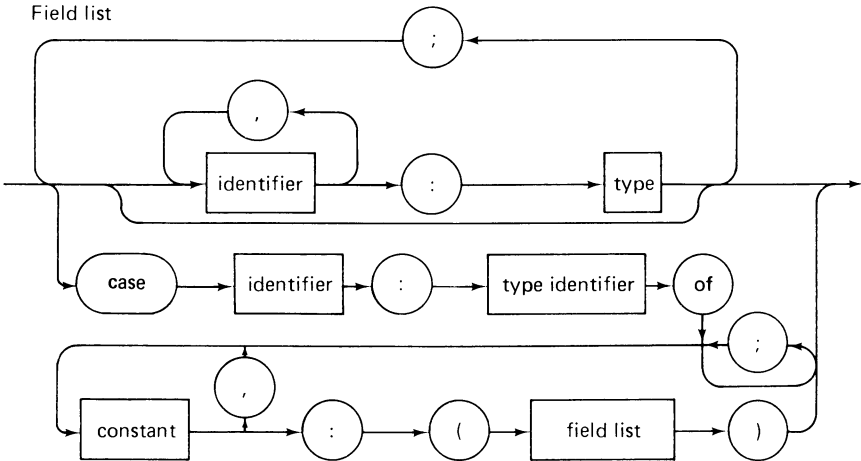 Field list
;
,
identifier : type
case identifier : type identifier of
;
,
constant : ( field list )